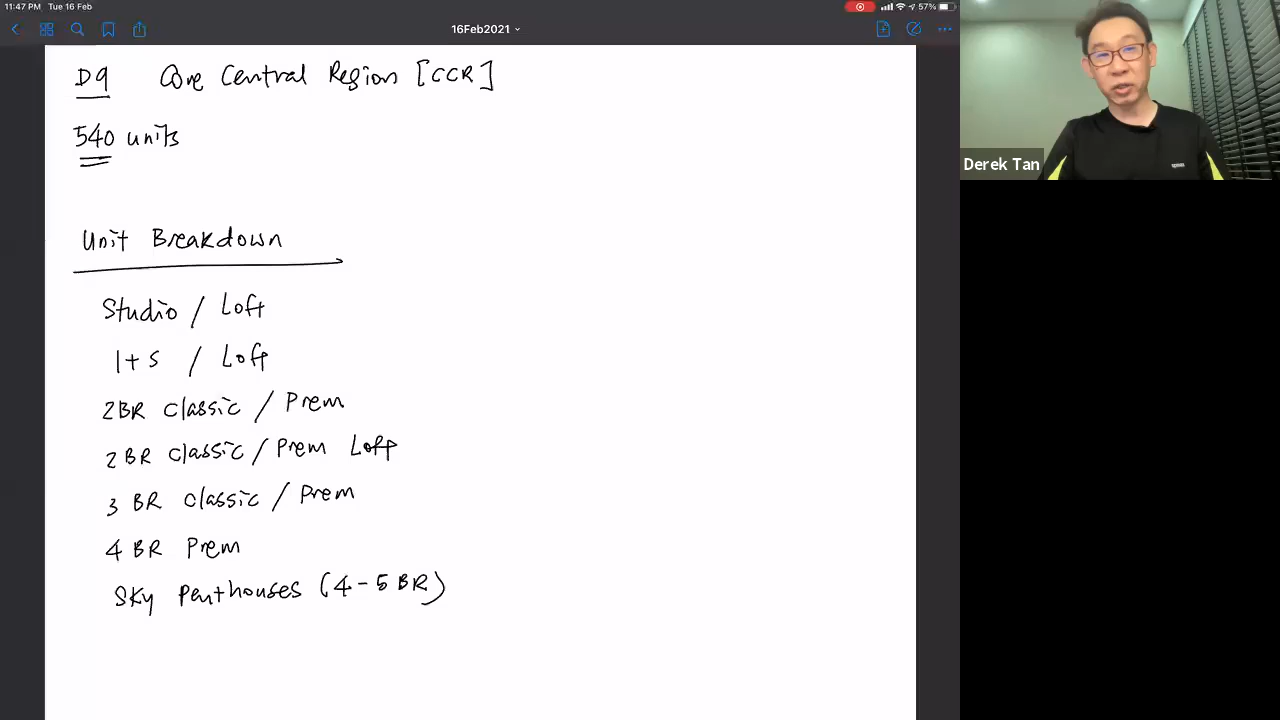 11:47 PM Tue 16 Feb
57%
16Feb2021
D9 Core Central Region [CCR]
540 units
Unit Breakdown
Studio / Loft
1+S / Loft
2BR Classic / Prem
2BR Classic / Prem Loft
3 BR Classic / Prem
4 BR Prem
Sky Penthouses (4-5 BR)
Derek Tan